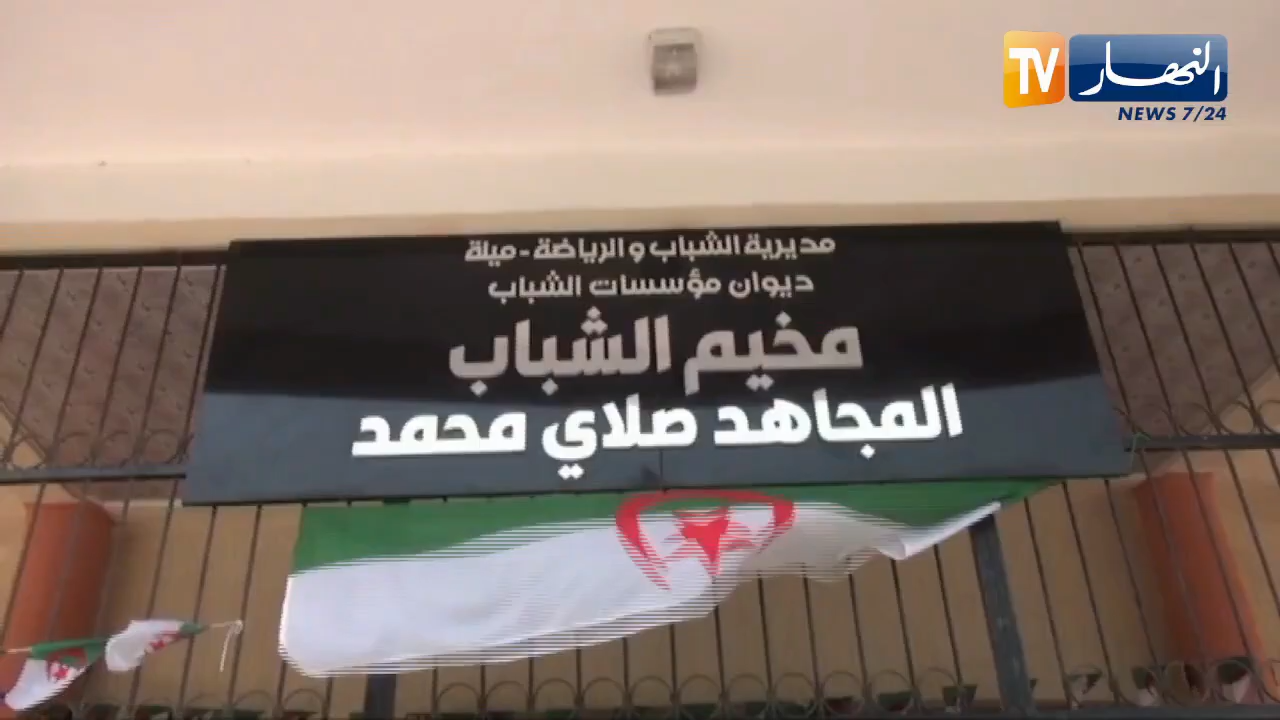 TV النهار
NEWS 7/24
مديرية الشباب و الرياضة - ميلة
ديوان مؤسسات الشباب
مخيم الشباب
المجاهد صلاي محمد